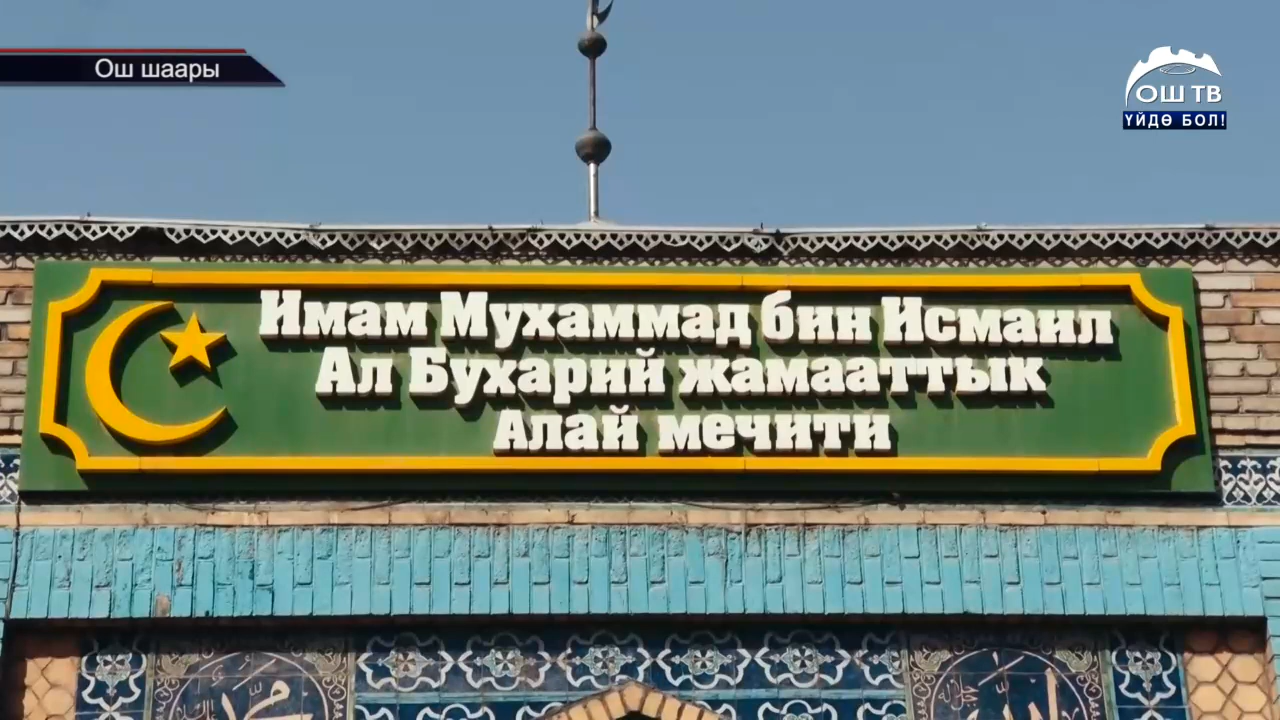 Ош шаары
ОШ ТВ
ҮЙДӨ БОЛ!
Имам Мухаммад бин Исмаил
Ал Бухарий жамааттык
Алай мечити